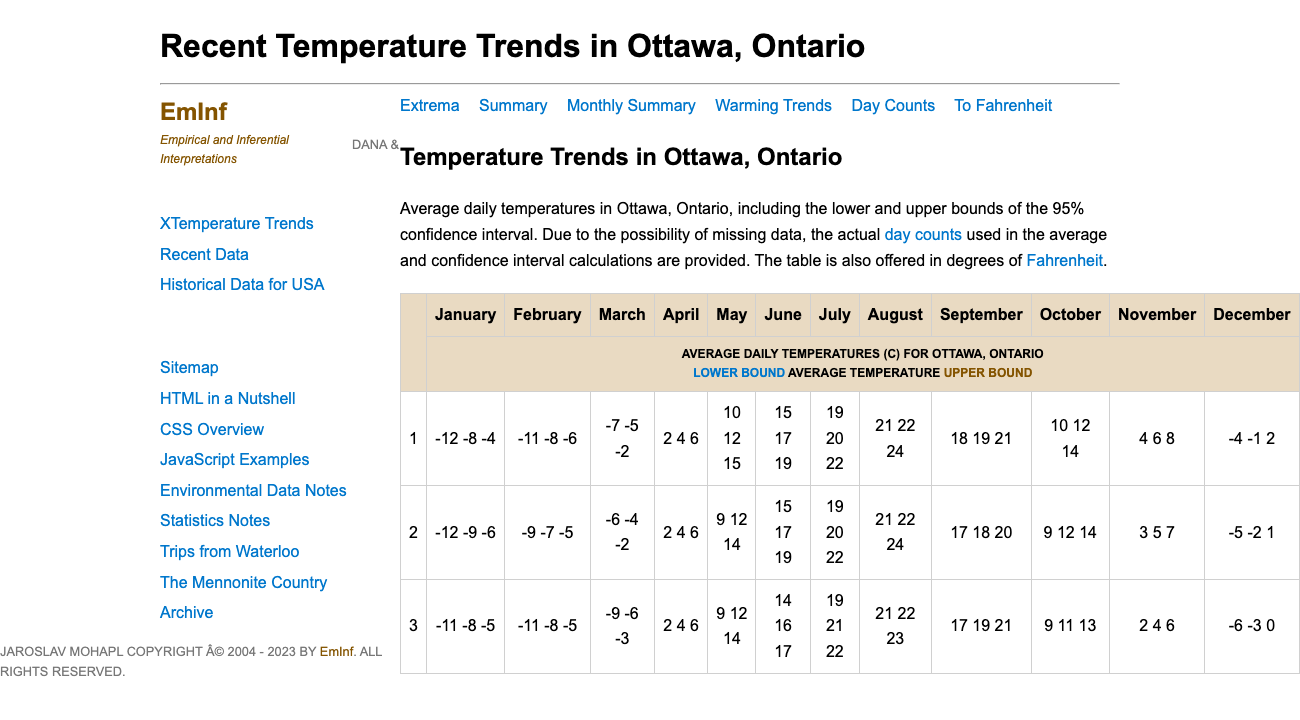 Recent Temperature Trends in Ottawa, Ontario
EmInf
Empirical and Inferential
Interpretations
DANA &
XTemperature Trends
Recent Data
Historical Data for USA
Sitemap
HTML in a Nutshell
CSS Overview
JavaScript Examples
Environmental Data Notes
Statistics Notes
Trips from Waterloo
The Mennonite Country
Archive
JAROSLAV MOHAPL COPYRIGHT Â© 2004 - 2023 BY EmInf. ALL
RIGHTS RESERVED.
Extrema Summary Monthly Summary Warming Trends Day Counts To Fahrenheit
Temperature Trends in Ottawa, Ontario
Average daily temperatures in Ottawa, Ontario, including the lower and upper bounds of the 95%
confidence interval. Due to the possibility of missing data, the actual day counts used in the average
and confidence interval calculations are provided. The table is also offered in degrees of Fahrenheit.
January February March April May June July August September October November December
AVERAGE DAILY TEMPERATURES (C) FOR OTTAWA, ONTARIO
LOWER BOUND AVERAGE TEMPERATURE UPPER BOUND
1 -12 -8 -4 -11 -8 -6 -7 -5 -2 2 4 6 10 12 15 15 17 19 19 20 22 21 22 24 18 19 21 10 12 14 4 6 8 -4 -1 2
2 -12 -9 -6 -9 -7 -5 -6 -4 -2 2 4 6 9 12 14 15 17 19 19 20 22 21 22 24 17 18 20 9 12 14 3 5 7 -5 -2 1
3 -11 -8 -5 -11 -8 -5 -9 -6 -3 2 4 6 9 12 14 14 16 17 19 21 22 21 22 23 17 19 21 9 11 13 2 4 6 -6 -3 0